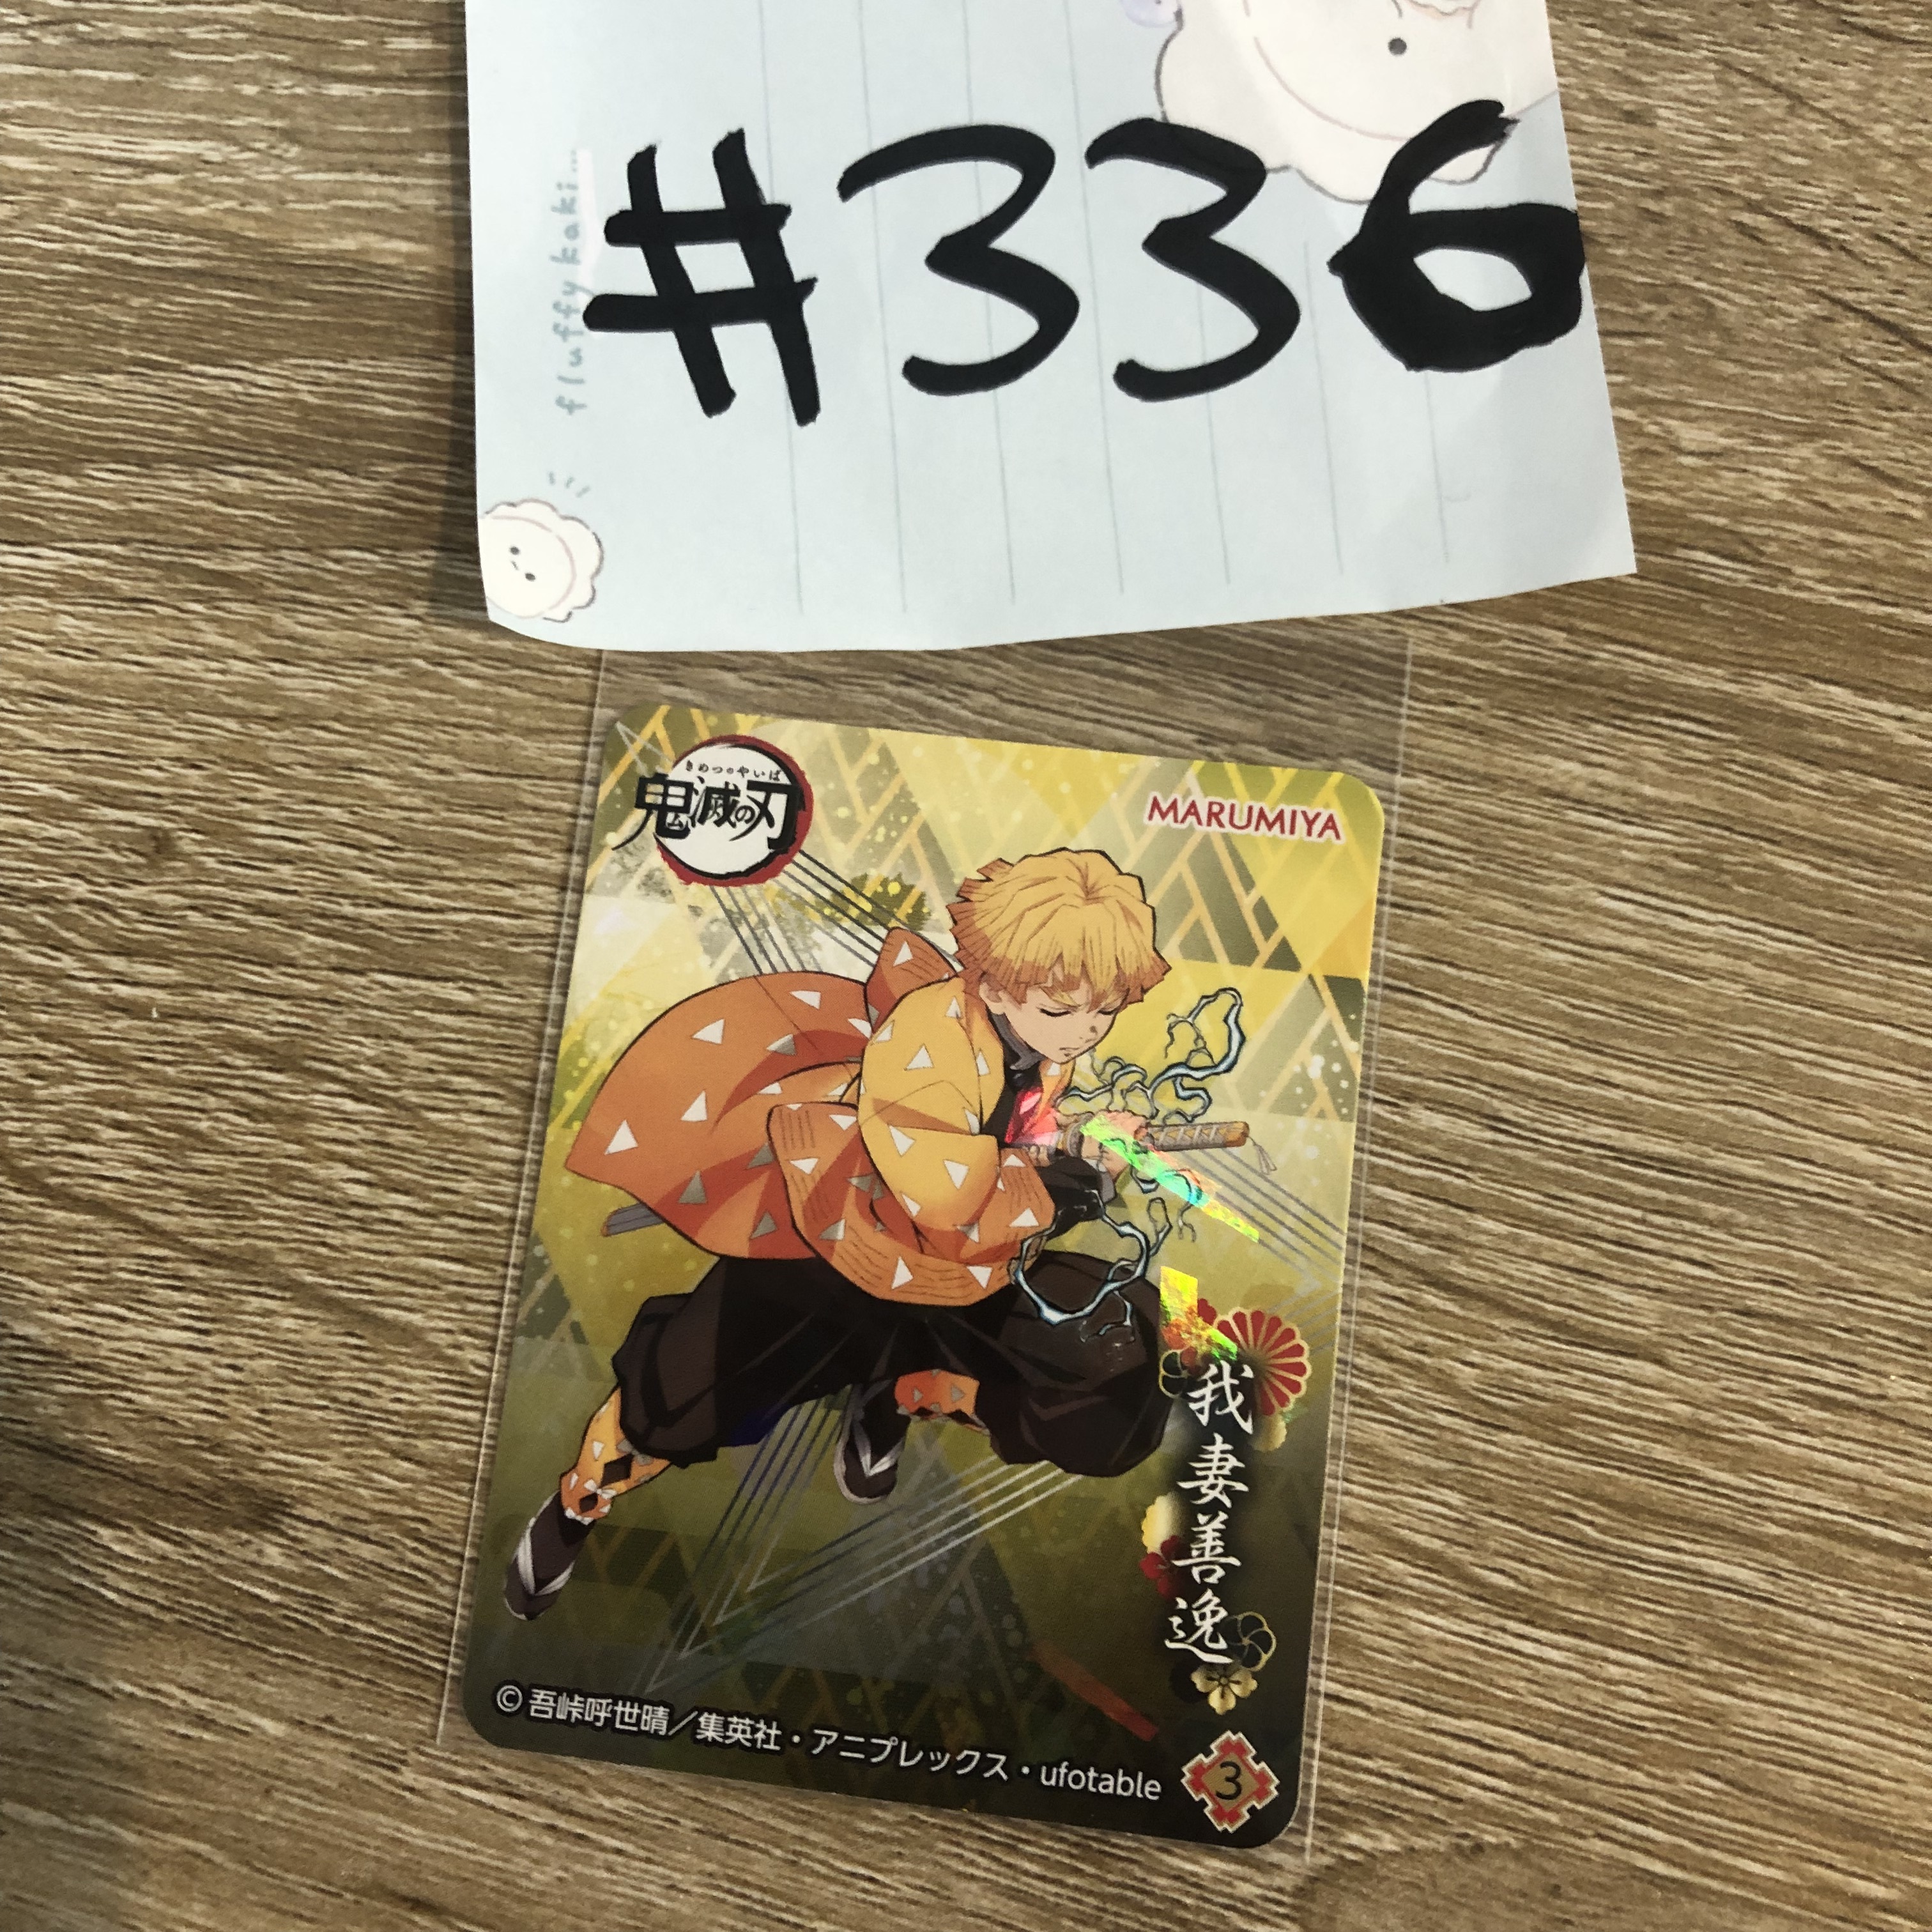 #336
fluffy kaki...
きめつのやいば
鬼滅の刃
MARUMIYA
我妻善逸
© 吾峠呼世晴／集英社・アニプレックス・ufotable
3